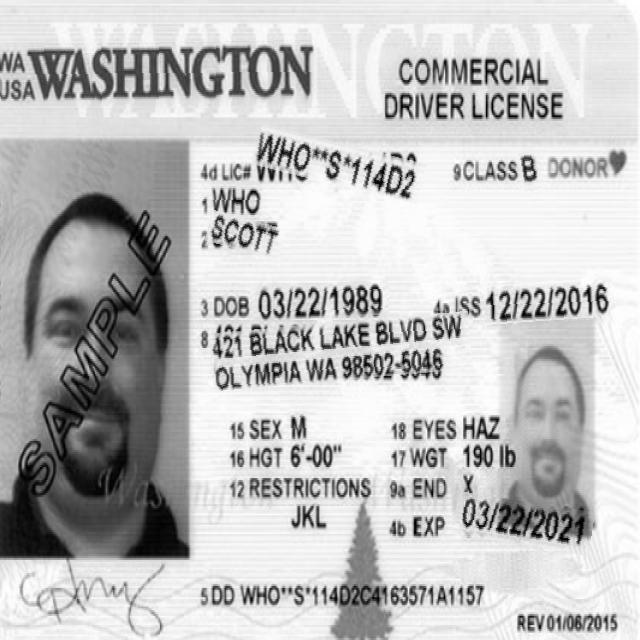 WASHINGTON
WA USA WASHINGTON
COMMERCIAL
DRIVER LICENSE
4d LIC# WHO**S*114D2
9 CLASS B DONOR
1 WHO
2 SCOTT
3 DOB 03/22/1989 4a ISS 12/22/2016
8 421 BLACK LAKE BLVD SW
OLYMPIA WA 98502-5046
15 SEX M 18 EYES HAZ
16 HGT 6'-00" 17 WGT 190 lb
12 RESTRICTIONS 9a END X
JKL 4b EXP 03/22/2021
SAMPLE
Washington Washington
5 DD WHO**S*114D2C4163571A1157
REV 01/06/2015